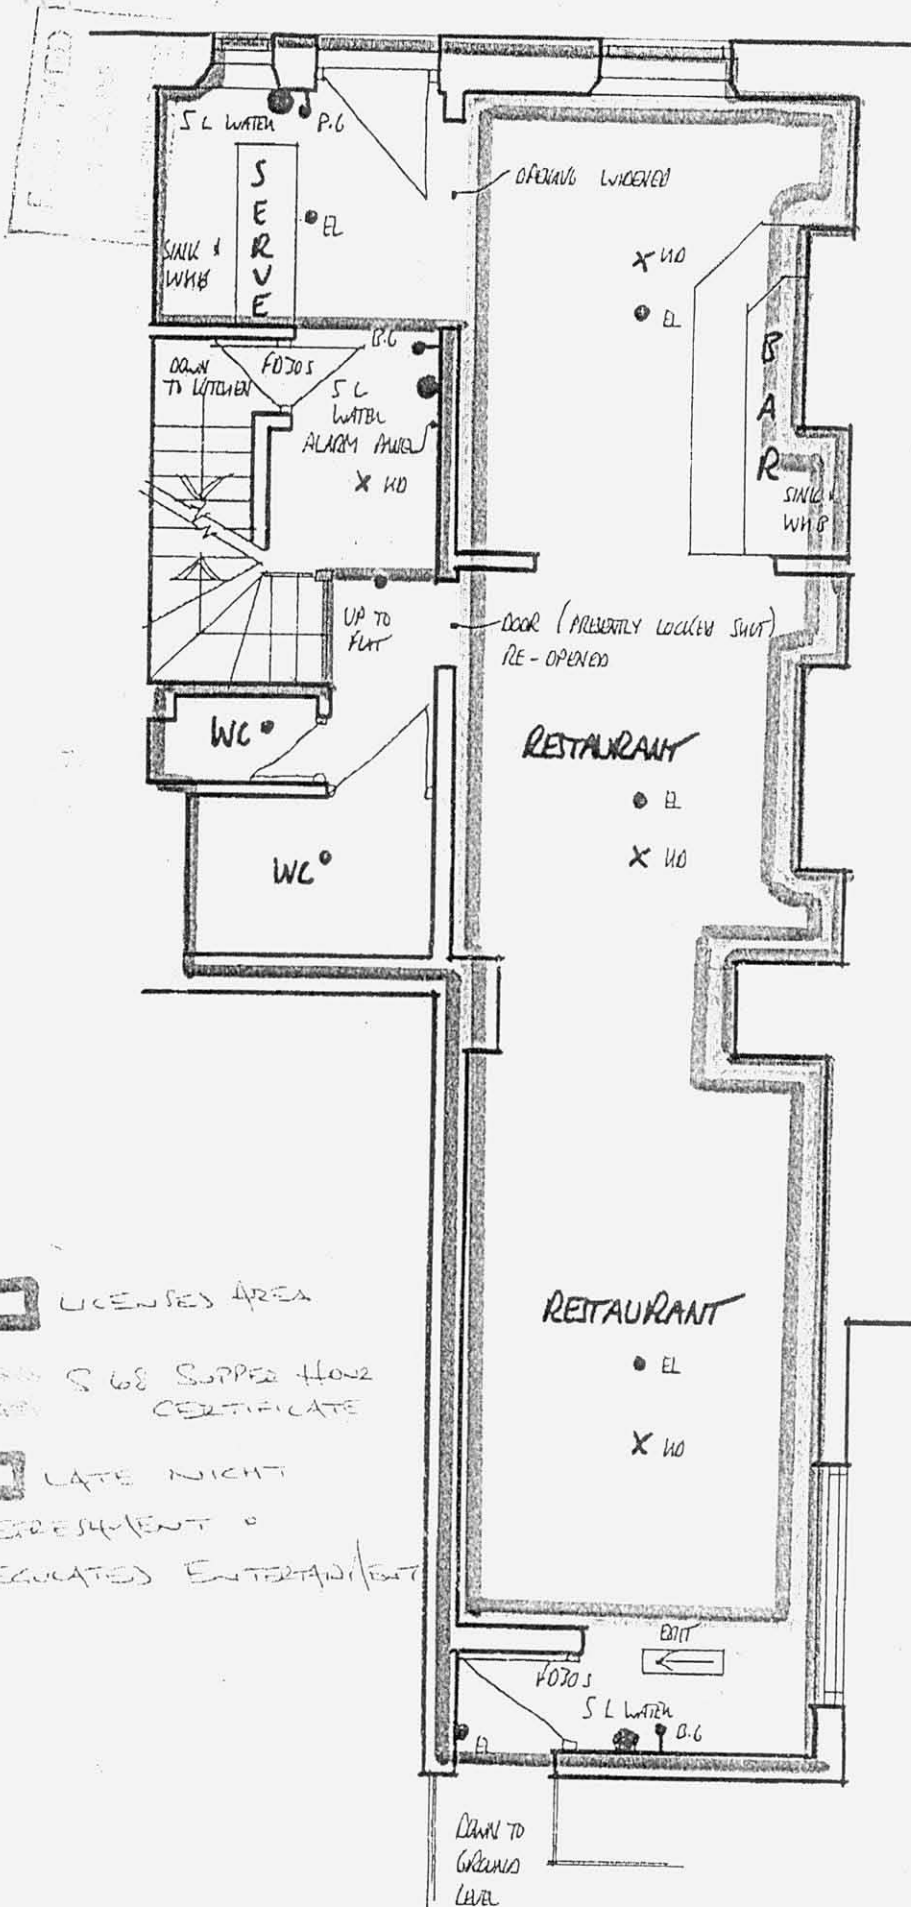 5 L WATER
B.G
SERVE
EL
SINK &
WHB
OPENING WIDENED
X HD
EL
BAR
SINK &
WHB
DOWN
TO KITCHEN
FD30S
B.G
5 L
WATER
ALARM PANEL
X HD
UP TO
FLAT
DOOR (PRESENTLY LOCKED SHUT)
RE-OPENED
WC
WC
RESTAURANT
EL
X HD
RESTAURANT
EL
X HD
LICENSED AREA
S 68 SUPPER HOUR
CERTIFICATE
LATE NIGHT
REFRESHMENT &
REGULATED ENTERTAINMENT
EXIT
FD30S
5 L WATER
B.G
EL
DOWN TO
GROUND
LEVEL